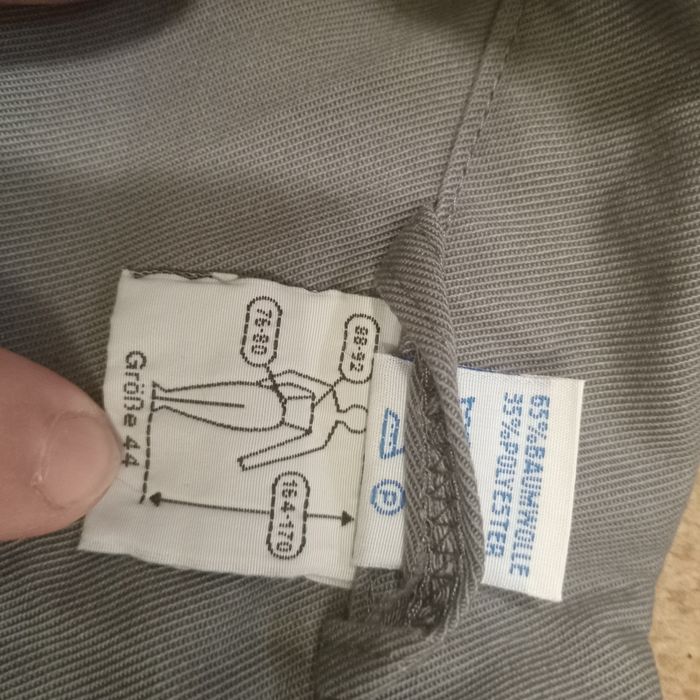 88-92
76-80
164-170
Größe 44
P
65% BAUMWOLLE
35% POLYESTER